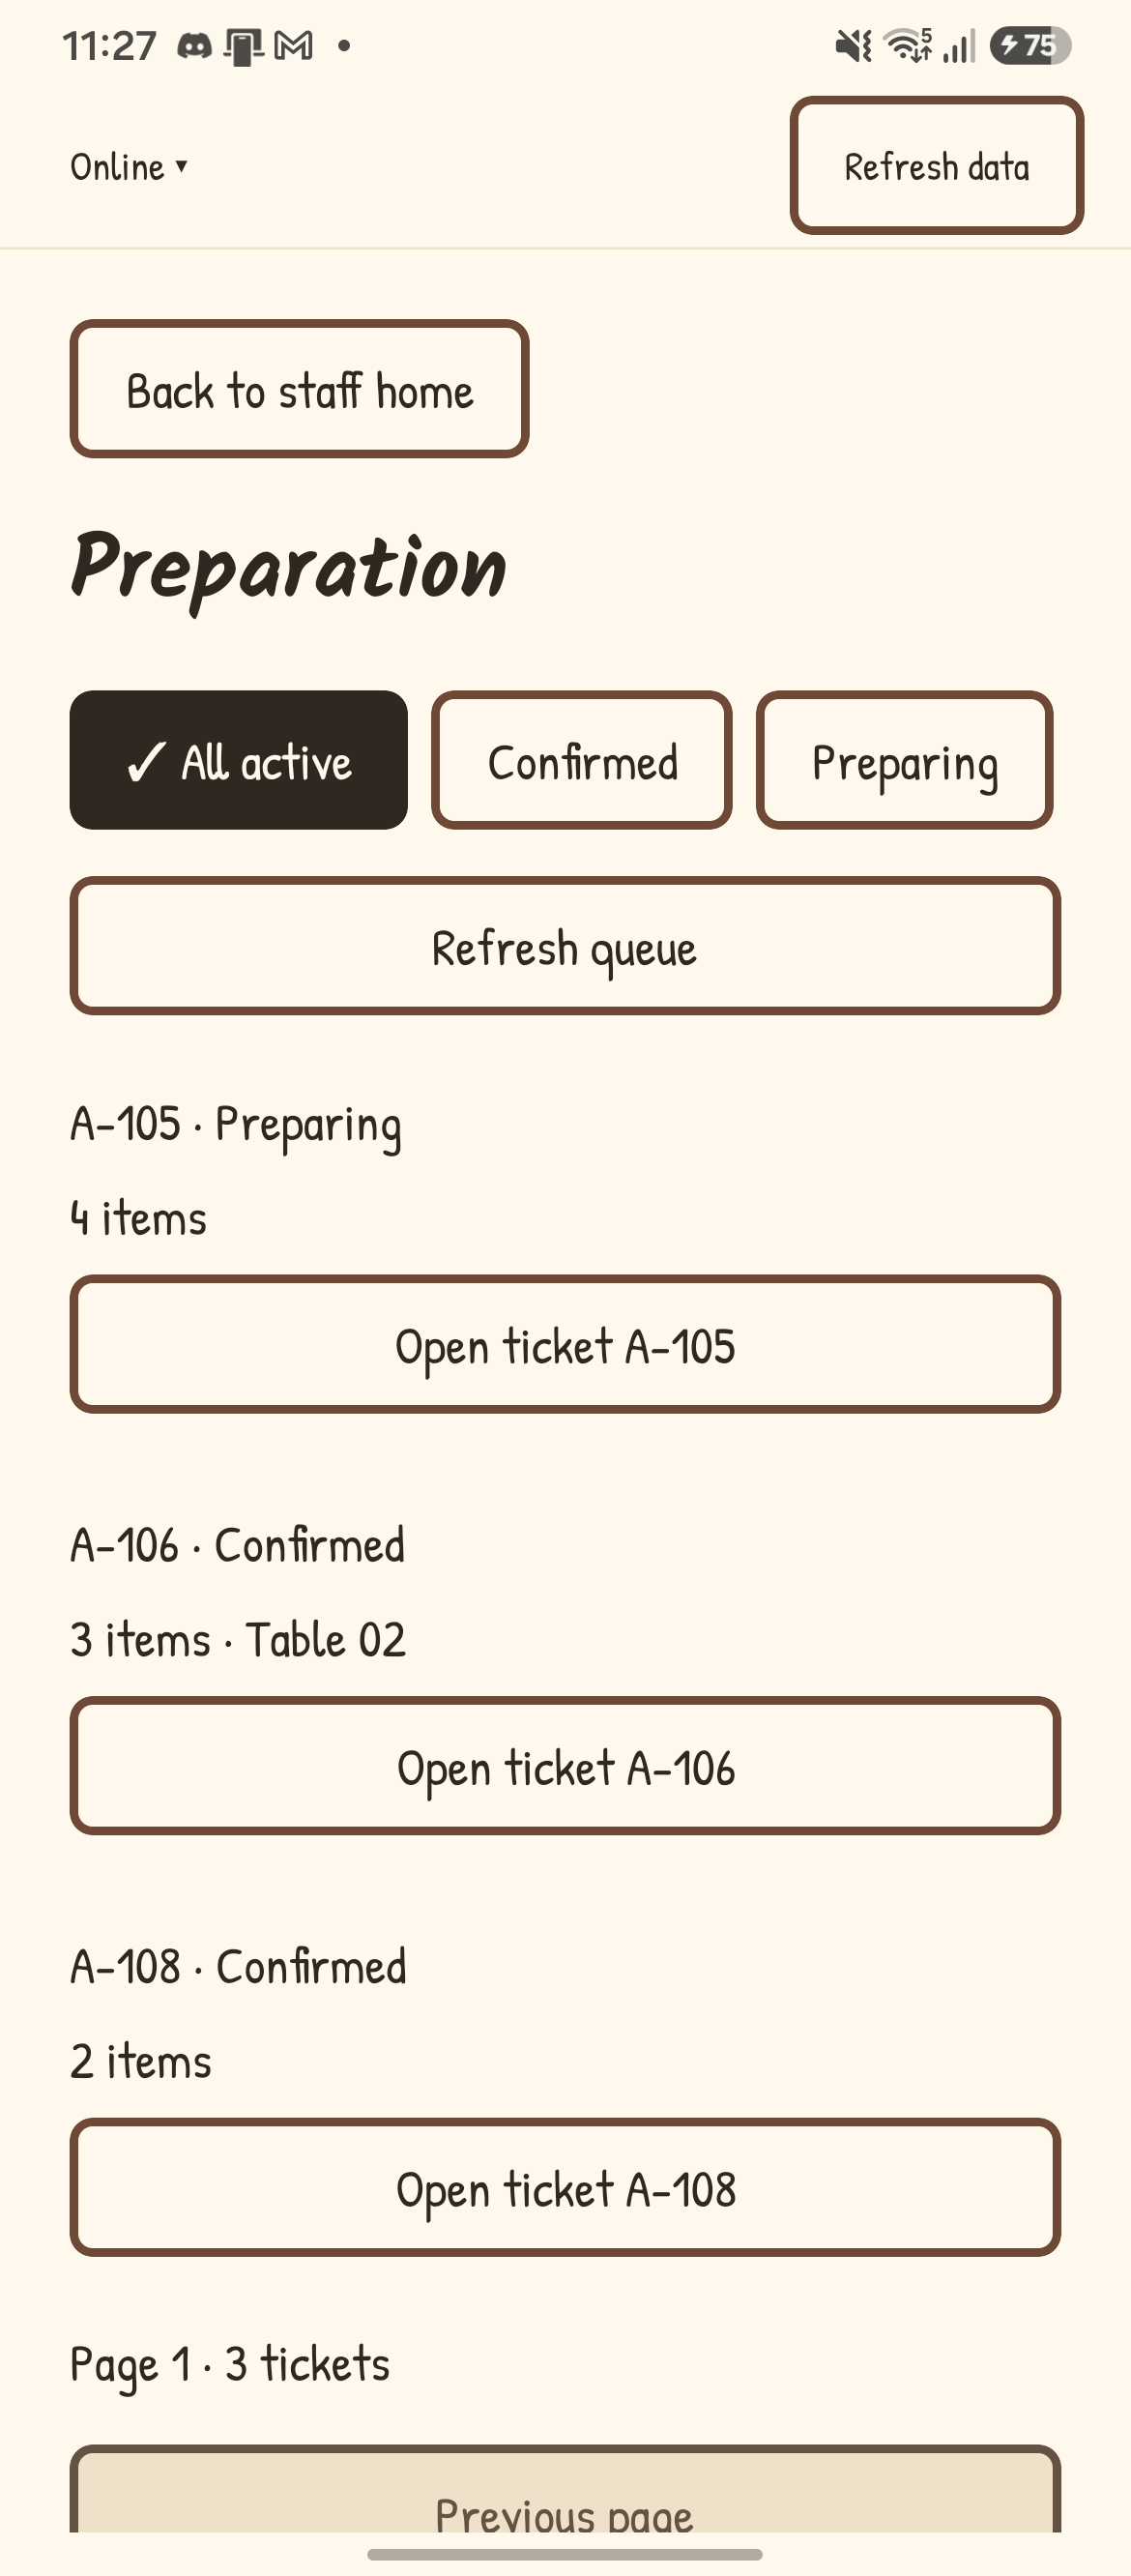 11:27
5
75
Online ▾
Refresh data
Back to staff home
Preparation
✓ All active
Confirmed
Preparing
Refresh queue
A-105 · Preparing
4 items
Open ticket A-105
A-106 · Confirmed
3 items · Table 02
Open ticket A-106
A-108 · Confirmed
2 items
Open ticket A-108
Page 1 · 3 tickets
Previous page